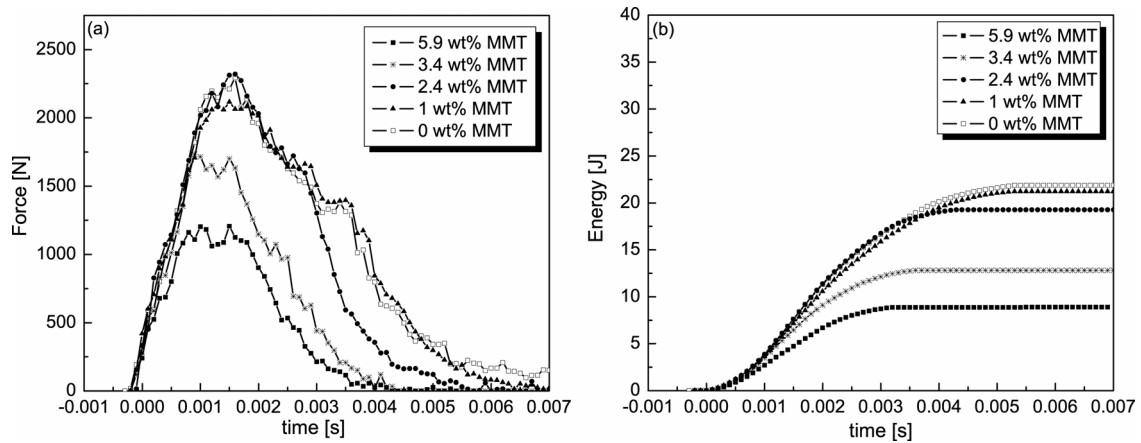 (a)
2500
2000
1500
1000
500
0
Force [N]
-0.001 0.000 0.001 0.002 0.003 0.004 0.005 0.006 0.007
time [s]
5.9 wt% MMT
3.4 wt% MMT
2.4 wt% MMT
1 wt% MMT
0 wt% MMT
(b)
40
35
30
25
20
15
10
5
0
Energy [J]
-0.001 0.000 0.001 0.002 0.003 0.004 0.005 0.006 0.007
time [s]
5.9 wt% MMT
3.4 wt% MMT
2.4 wt% MMT
1 wt% MMT
0 wt% MMT